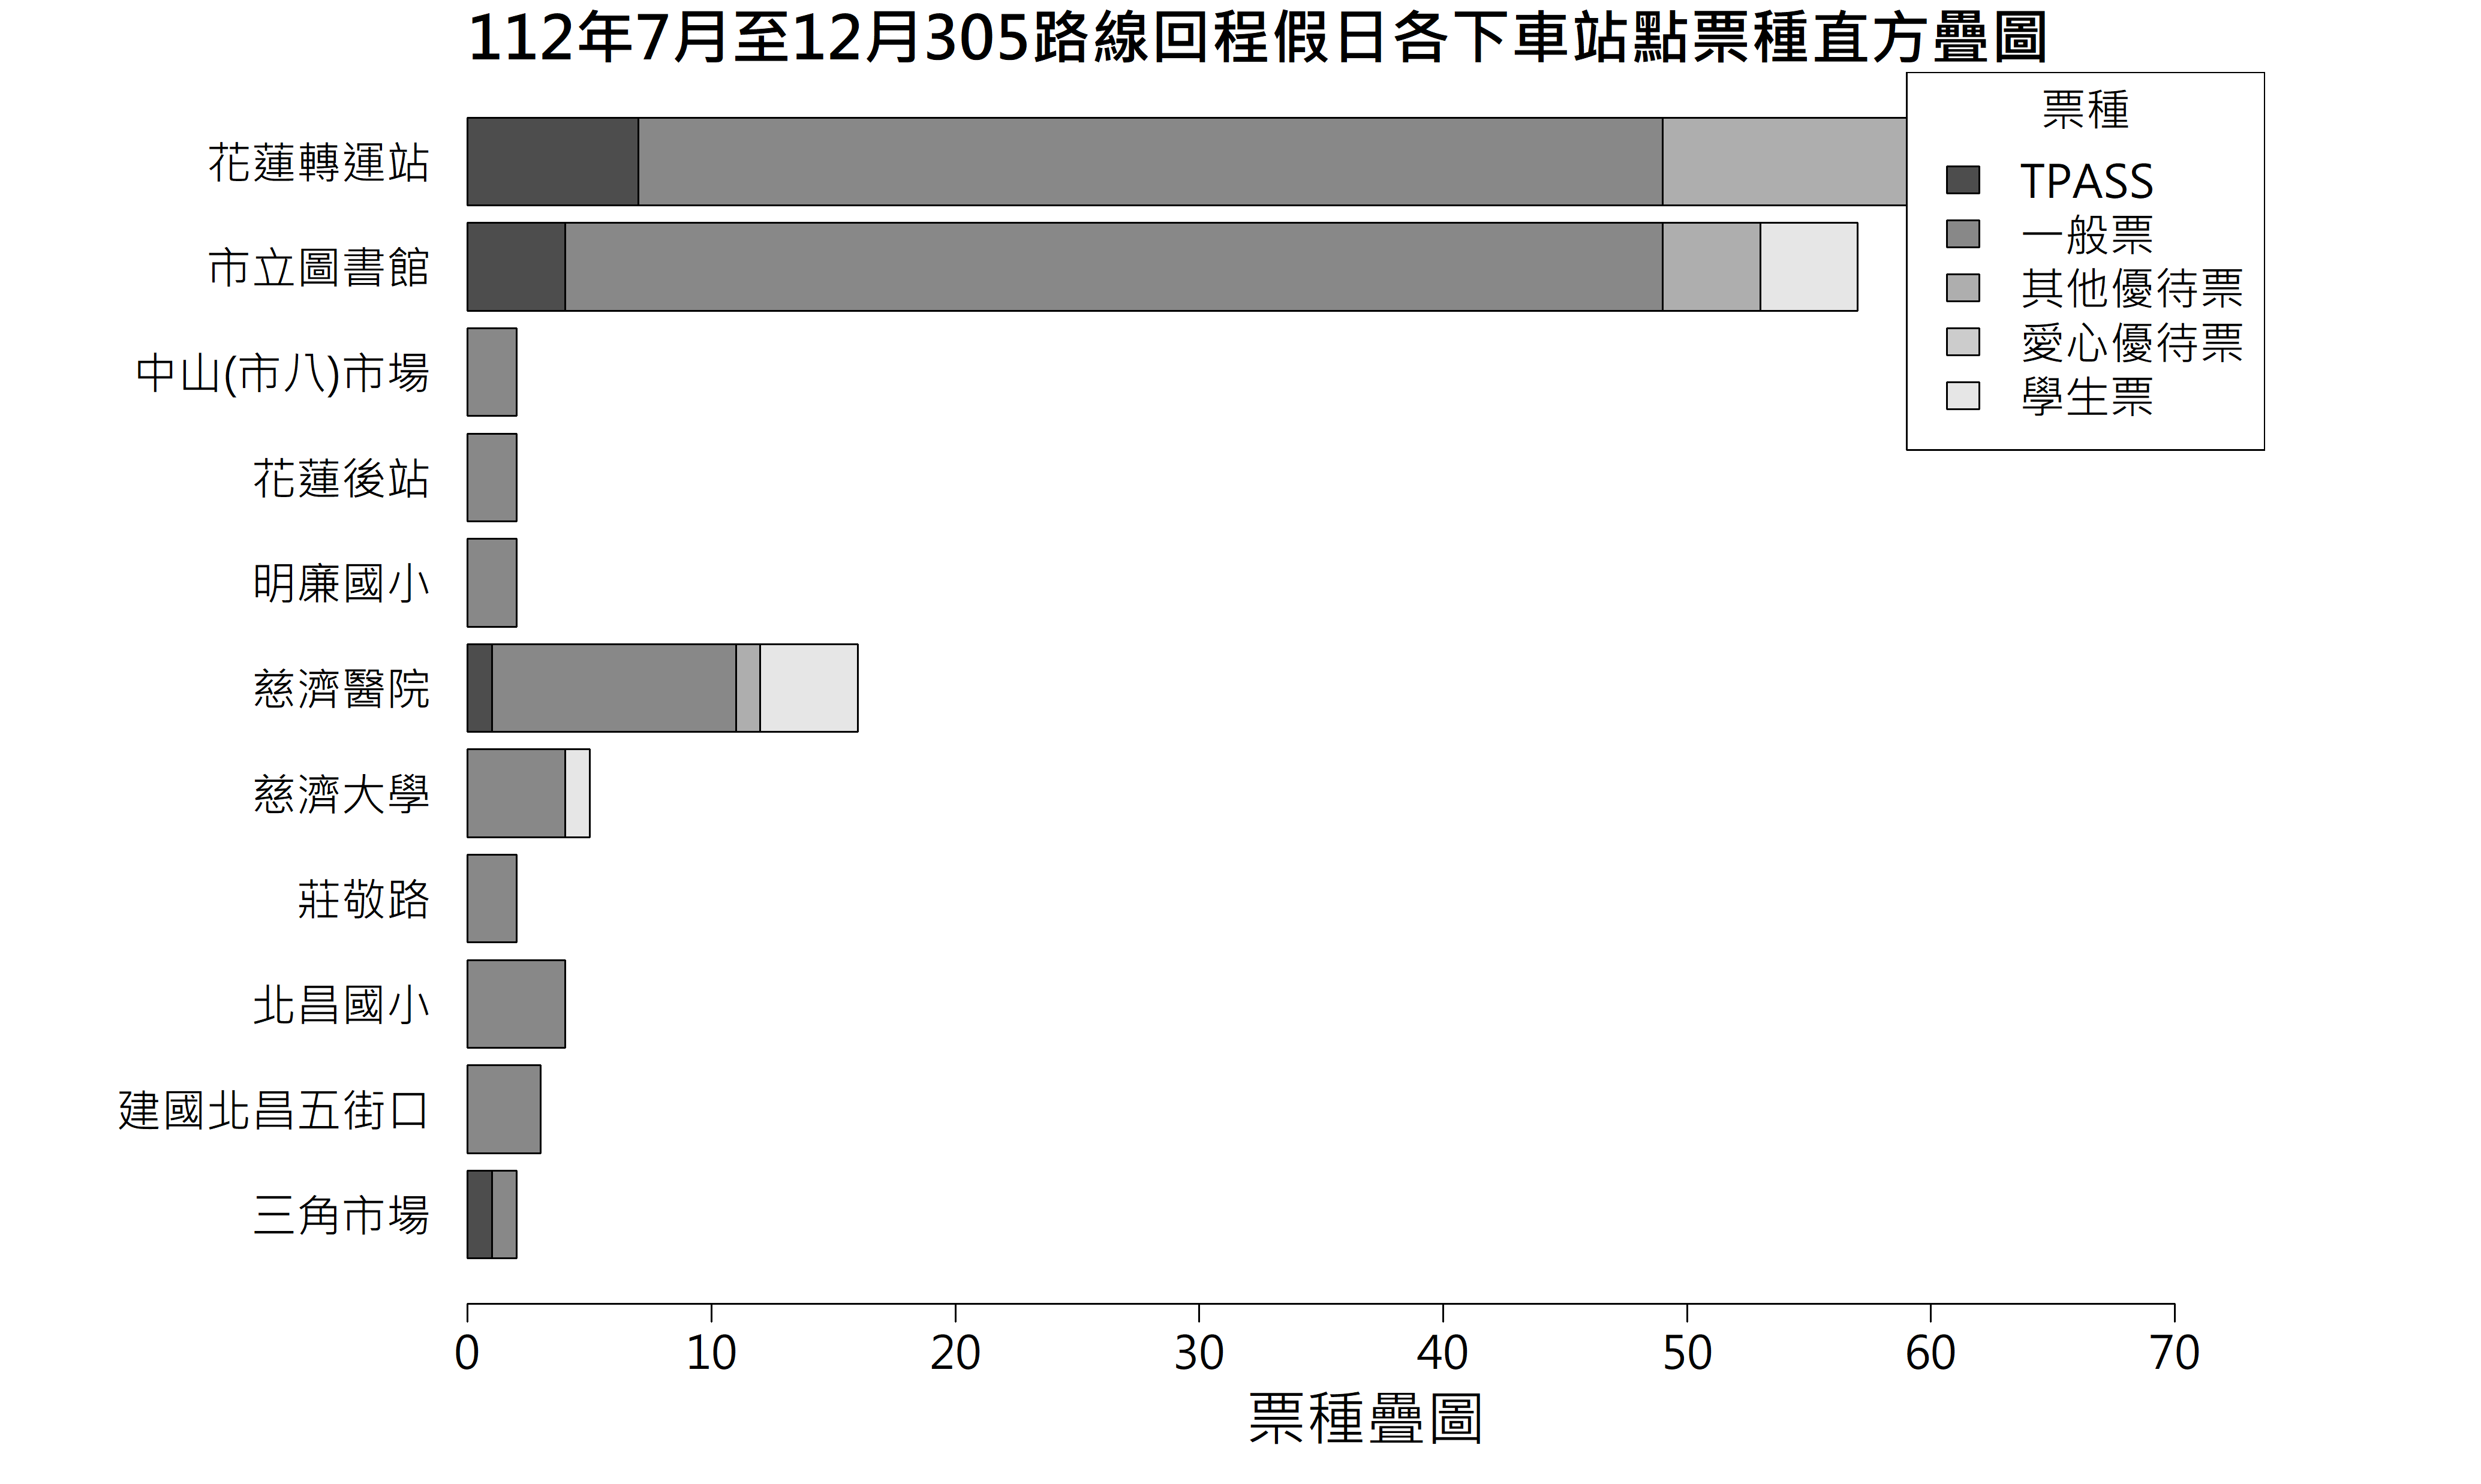 112年7月至12月305路線回程假日各下車站點票種直方疊圖
票種
TPASS
一般票
其他優待票
愛心優待票
學生票
花蓮轉運站
市立圖書館
中山(市八)市場
花蓮後站
明廉國小
慈濟醫院
慈濟大學
莊敬路
北昌國小
建國北昌五街口
三角市場
0 10 20 30 40 50 60 70
票種疊圖